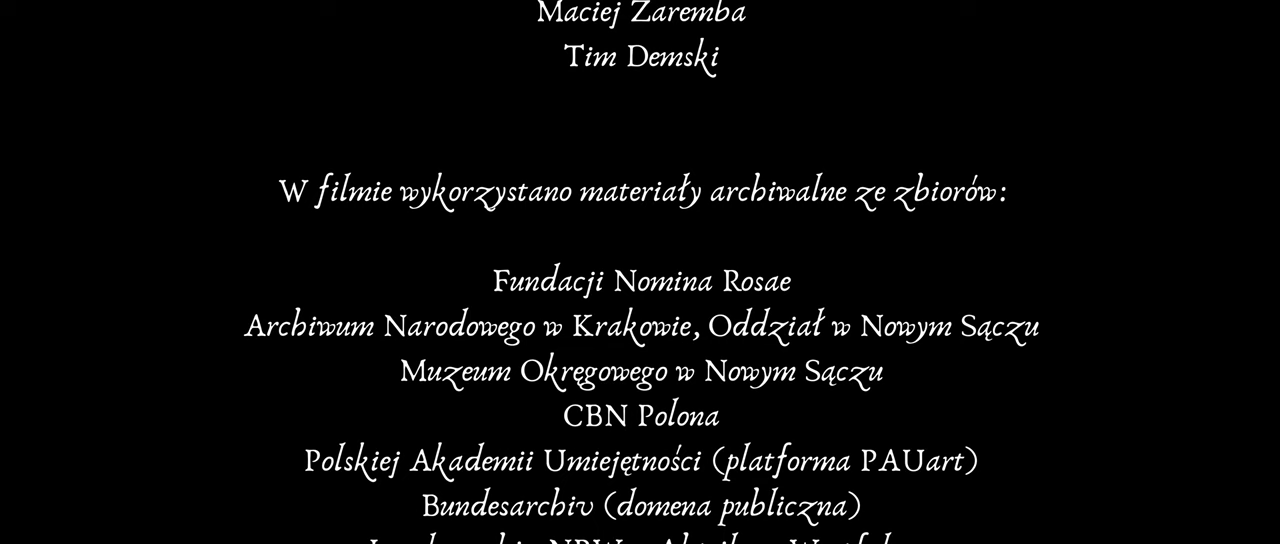 Maciej Zaremba
Tim Demski
W filmie wykorzystano materiały archiwalne ze zbiorów:
Fundacji Nomina Rosae
Archiwum Narodowego w Krakowie, Oddział w Nowym Sączu
Muzeum Okręgowego w Nowym Sączu
CBN Polona
Polskiej Akademii Umiejętności (platforma PAUart)
Bundesarchiv (domena publiczna)